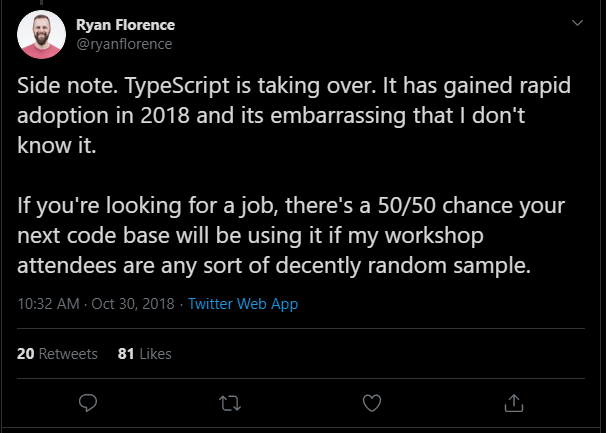 Ryan Florence
@ryanflorence
Side note. TypeScript is taking over. It has gained rapid
adoption in 2018 and its embarrassing that I don't
know it.
If you're looking for a job, there's a 50/50 chance your
next code base will be using it if my workshop
attendees are any sort of decently random sample.
10:32 AM · Oct 30, 2018 · Twitter Web App
20 Retweets 81 Likes